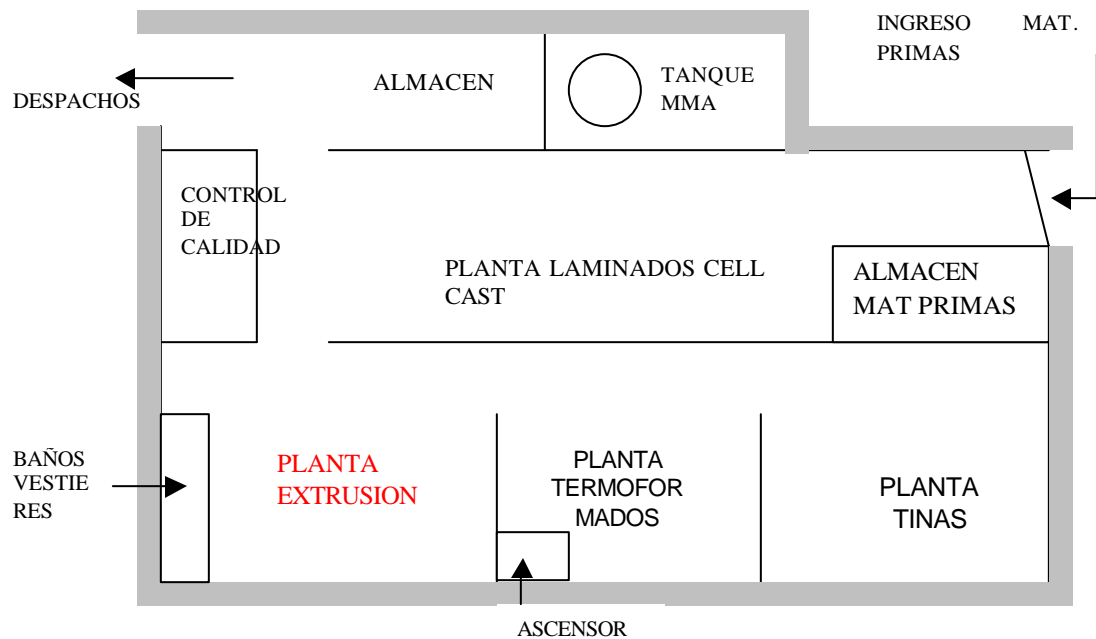 INGRESO MAT.
PRIMAS
ALMACEN
TANQUE
MMA
DESPACHOS
CONTROL
DE
CALIDAD
PLANTA LAMINADOS CELL
CAST
ALMACEN
MAT PRIMAS
BAÑOS
VESTIE
RES
PLANTA
EXTRUSION
PLANTA
TERMOFOR
MADOS
PLANTA
TINAS
ASCENSOR